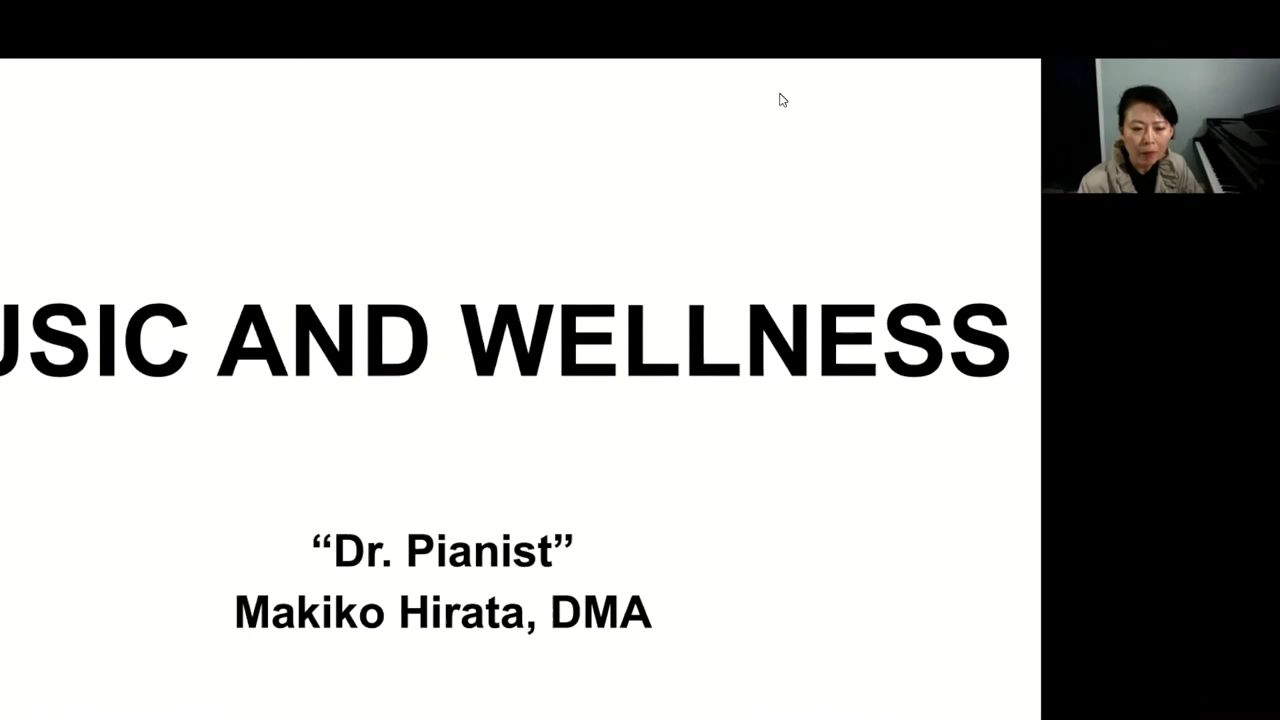 USIC AND WELLNESS
“Dr. Pianist”
Makiko Hirata, DMA